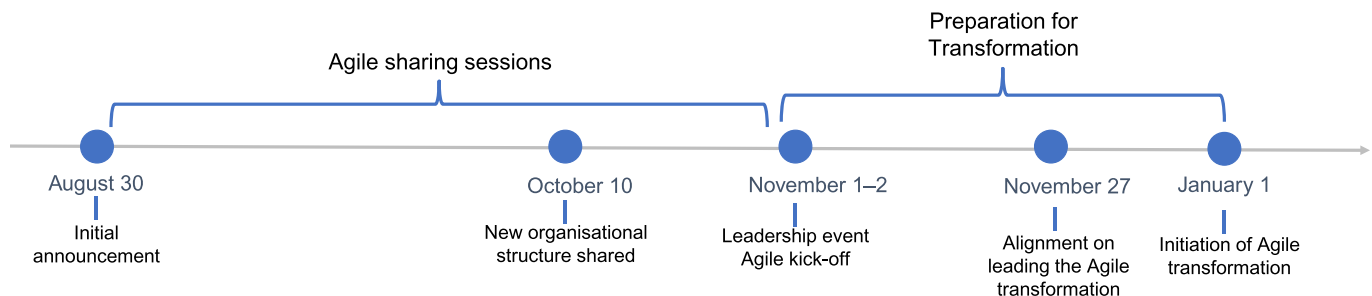 Preparation for
Transformation
Agile sharing sessions
August 30
October 10
November 1–2
November 27
January 1
Initial
announcement
New organisational
structure shared
Leadership event
Agile kick-off
Alignment on
leading the Agile
transformation
Initiation of Agile
transformation